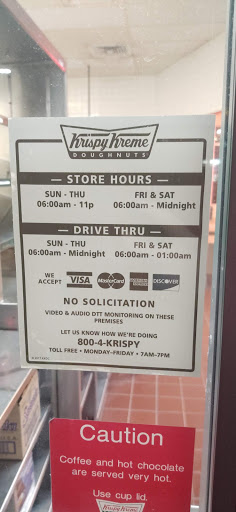 Krispy Kreme
DOUGHNUTS
STORE HOURS
SUN - THU FRI & SAT
06:00am - 11p 06:00am - Midnight
DRIVE THRU
SUN - THU FRI & SAT
06:00am - Midnight 06:00am - 01:00am
WE ACCEPT VISA MasterCard DISCOVER
NO SOLICITATION
VIDEO & AUDIO DTT MONITORING ON THESE
PREMISES
LET US KNOW HOW WE'RE DOING
800-4-KRISPY
TOLL FREE • MONDAY-FRIDAY • 7AM-7PM
Caution
Coffee and hot chocolate
are served very hot.
Use cup lid.
Krispy Kreme